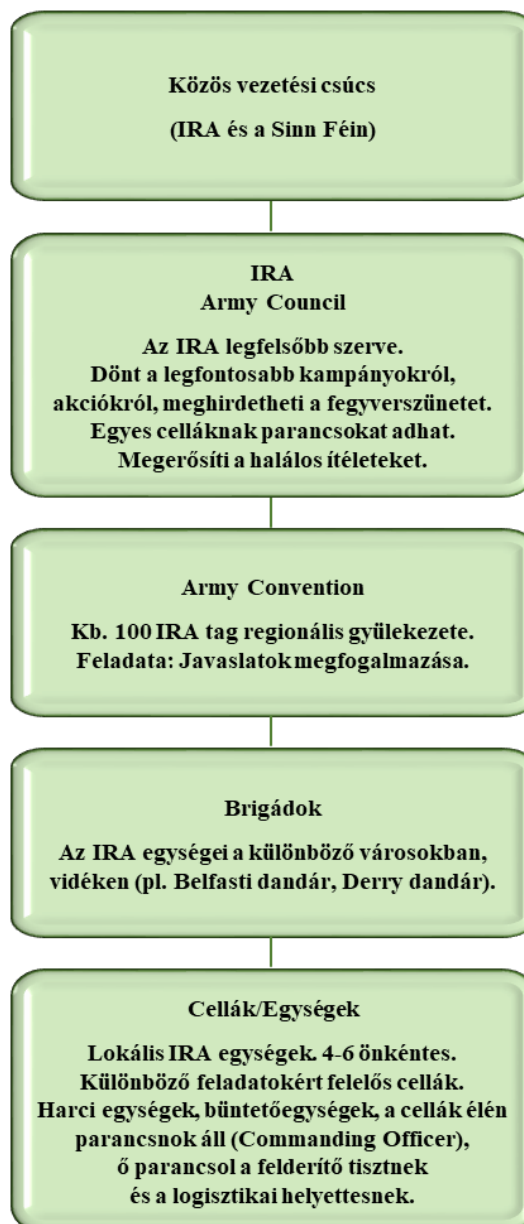 Közös vezetési csúcs
(IRA és a Sinn Féin)
IRA
Army Council
Az IRA legfelsőbb szerve.
Dönt a legfontosabb kampányokról,
akciókról, meghirdetheti a fegyverszünetet.
Egyes celláknak parancsokat adhat.
Megerősíti a halálos ítéleteket.
Army Convention
Kb. 100 IRA tag regionális gyülekezete.
Feladata: Javaslatok megfogalmazása.
Brigádok
Az IRA egységei a különböző városokban,
vidéken (pl. Belfasti dandár, Derry dandár).
Cellák/Egységek
Lokális IRA egységek. 4-6 önkéntes.
Különböző feladatokért felelős cellák.
Harci egységek, büntetőegységek, a cellák élén
parancsnok áll (Commanding Officer),
ő parancsol a felderítő tisztnek
és a logisztikai helyettesnek.